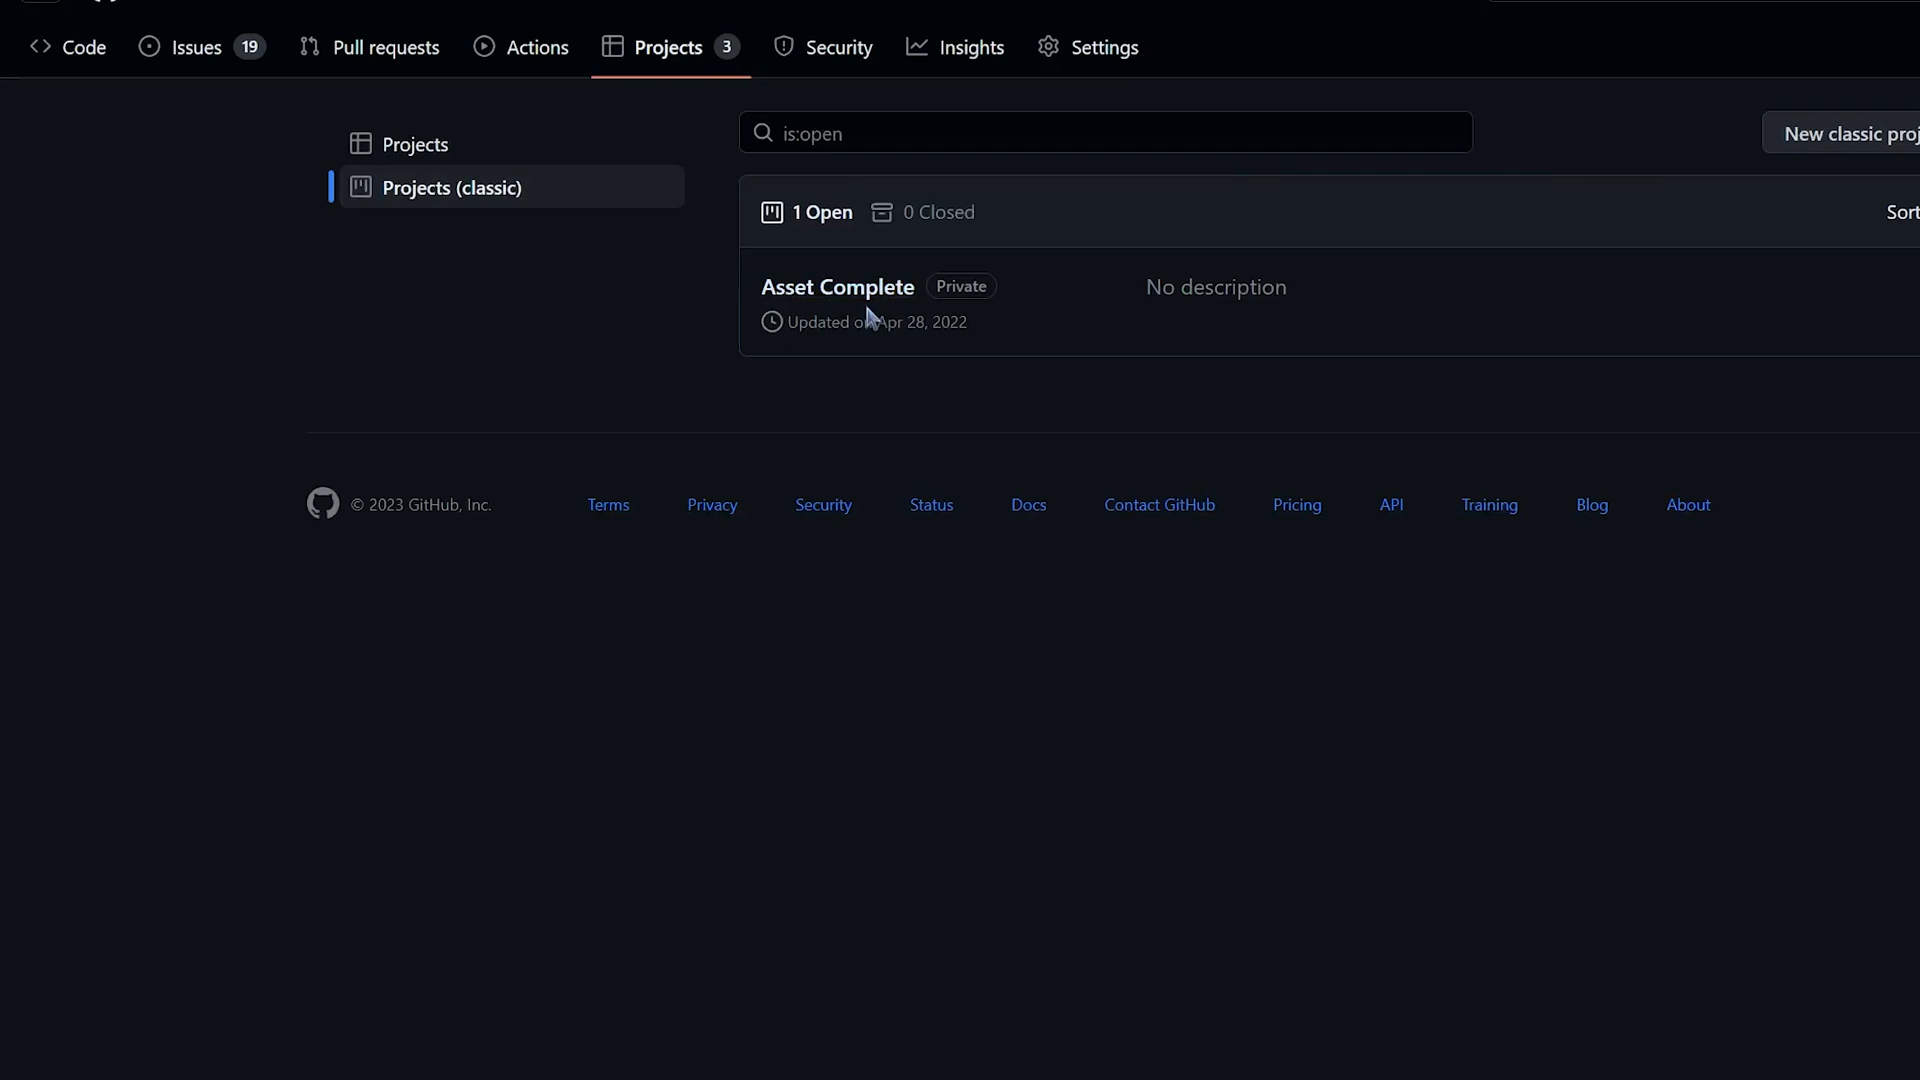 Code Issues 19 Pull requests Actions Projects 3 Security Insights Settings
Projects
Projects (classic)
is:open
New classic proj
1 Open 0 Closed
Sort
Asset Complete Private No description
Updated on Apr 28, 2022
© 2023 GitHub, Inc. Terms Privacy Security Status Docs Contact GitHub Pricing API Training Blog About